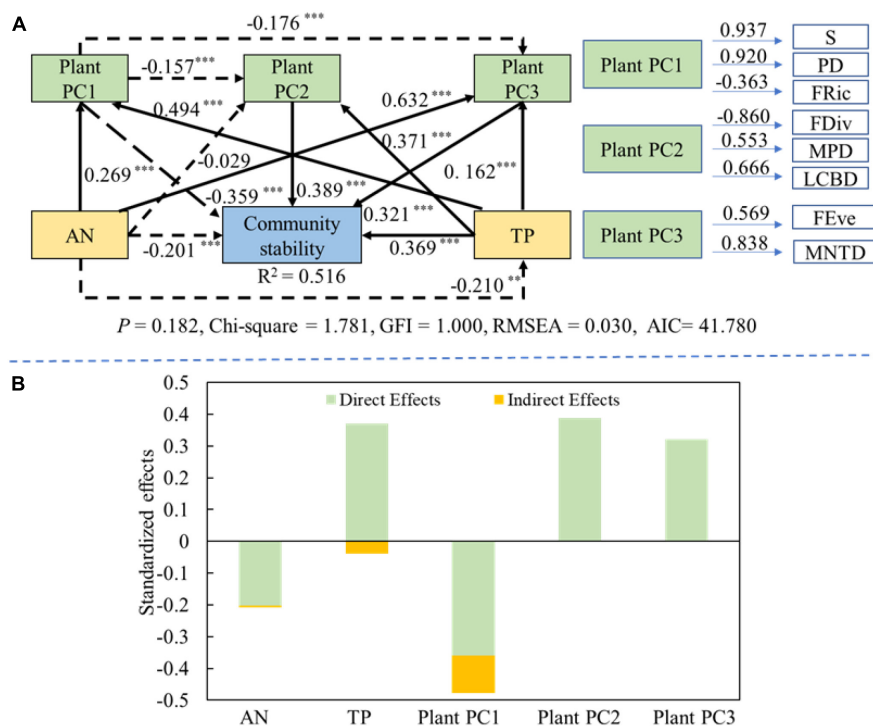 A
-0.176 ***
Plant PC1
-0.157***
Plant PC2
Plant PC3
0.494 ***
0.632 ***
0.371 ***
-0.029
0.269 ***
0. 162 ***
-0.359 ***
0.389 ***
0.321 ***
AN
-0.201 ***
Community stability
0.369 ***
TP
R² = 0.516
-0.210 **
Plant PC1
0.937
S
0.920
PD
-0.363
FRic
Plant PC2
-0.860
FDiv
0.553
MPD
0.666
LCBD
Plant PC3
0.569
FEve
0.838
MNTD
P = 0.182, Chi-square = 1.781, GFI = 1.000, RMSEA = 0.030, AIC= 41.780
B
Direct Effects
Indirect Effects
Standardized effects
0.5
0.4
0.3
0.2
0.1
0
-0.1
-0.2
-0.3
-0.4
-0.5
AN TP Plant PC1 Plant PC2 Plant PC3